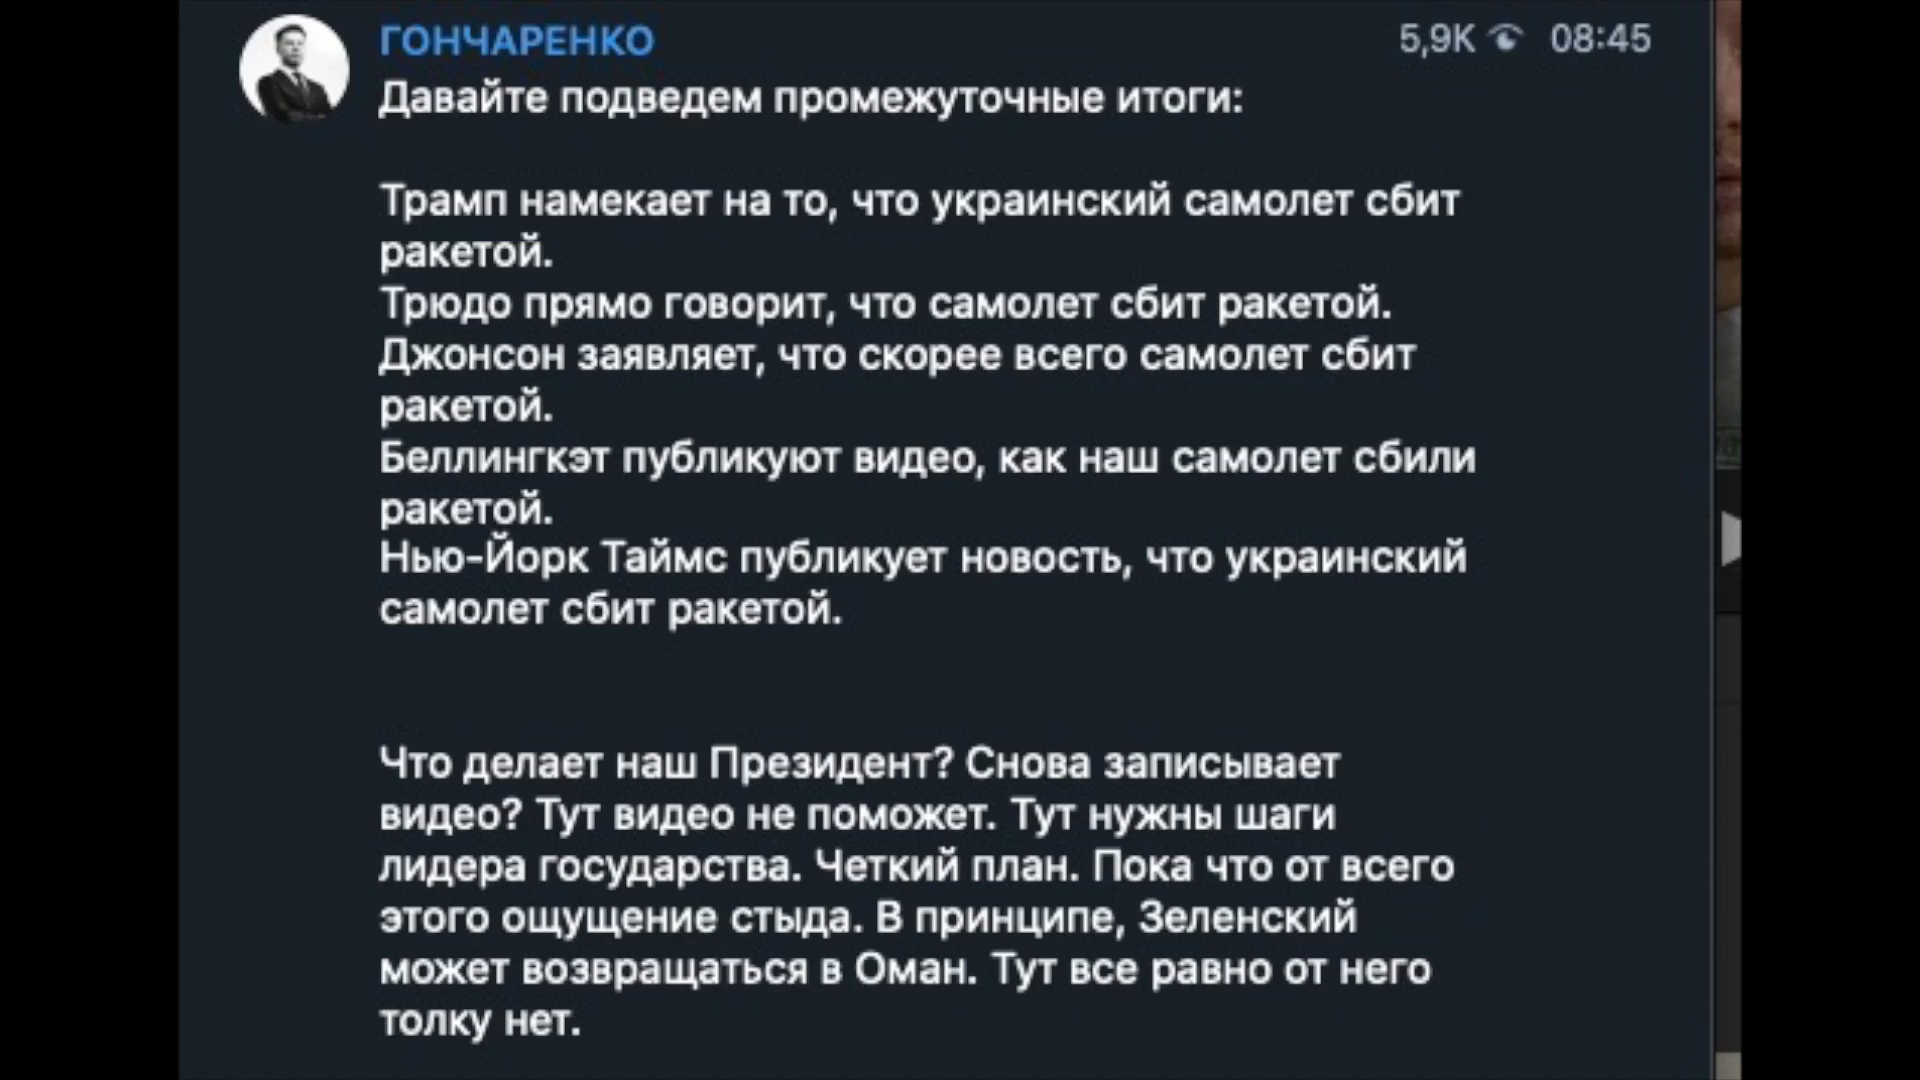 ГОНЧАРЕНКО 5,9K 08:45
Давайте подведем промежуточные итоги:
Трамп намекает на то, что украинский самолет сбит
ракетой.
Трюдо прямо говорит, что самолет сбит ракетой.
Джонсон заявляет, что скорее всего самолет сбит
ракетой.
Беллингкэт публикуют видео, как наш самолет сбили
ракетой.
Нью-Йорк Таймс публикует новость, что украинский
самолет сбит ракетой.
Что делает наш Президент? Снова записывает
видео? Тут видео не поможет. Тут нужны шаги
лидера государства. Четкий план. Пока что от всего
этого ощущение стыда. В принципе, Зеленский
может возвращаться в Оман. Тут все равно от него
толку нет.